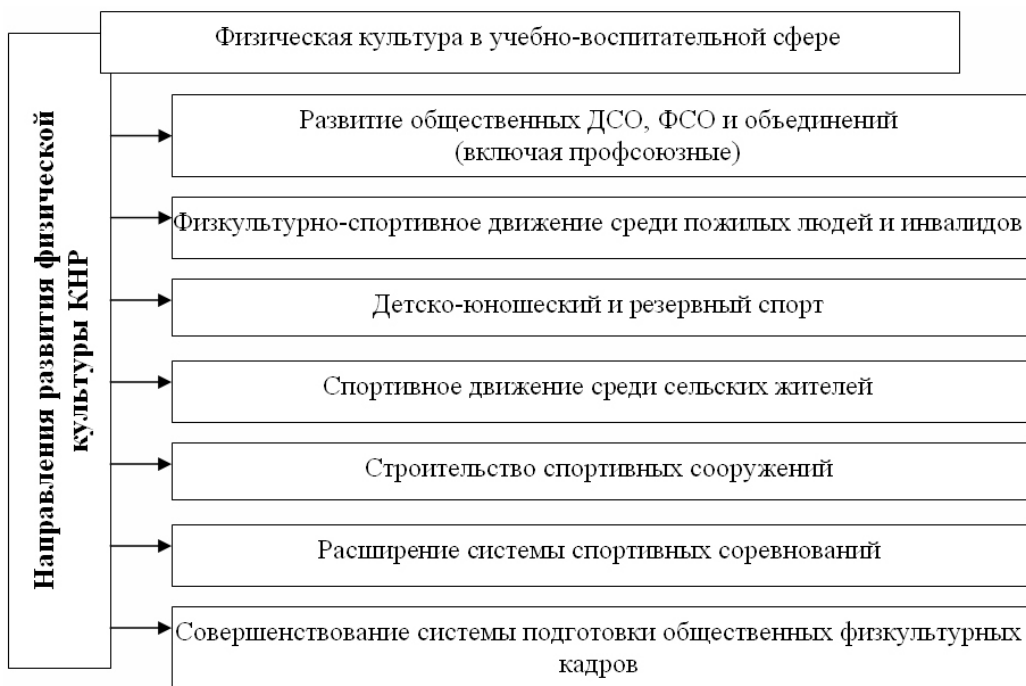 Физическая культура в учебно-воспитательной сфере
Направления развития физической
культуры КНР
Развитие общественных ДСО, ФСО и объединений
(включая профсоюзные)
Физкультурно-спортивное движение среди пожилых людей и инвалидов
Детско-юношеский и резервный спорт
Спортивное движение среди сельских жителей
Строительство спортивных сооружений
Расширение системы спортивных соревнований
Совершенствование системы подготовки общественных физкультурных
кадров